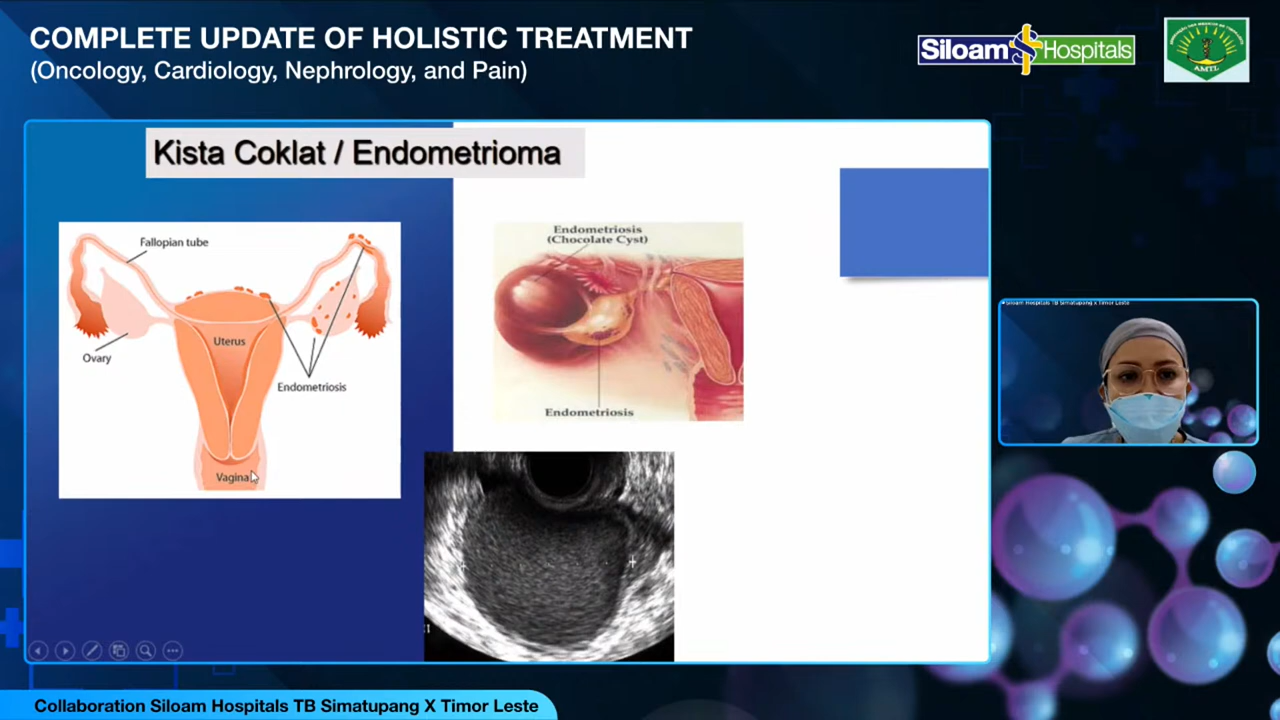 COMPLETE UPDATE OF HOLISTIC TREATMENT
(Oncology, Cardiology, Nephrology, and Pain)
Siloam Hospitals
AMTL
Kista Coklat / Endometrioma
Fallopian tube
Ovary
Uterus
Endometriosis
Vagina
Endometriosis
(Chocolate Cyst)
Endometriosis
Siloam Hospitals TB Simatupang x Timor Leste
Collaboration Siloam Hospitals TB Simatupang X Timor Leste